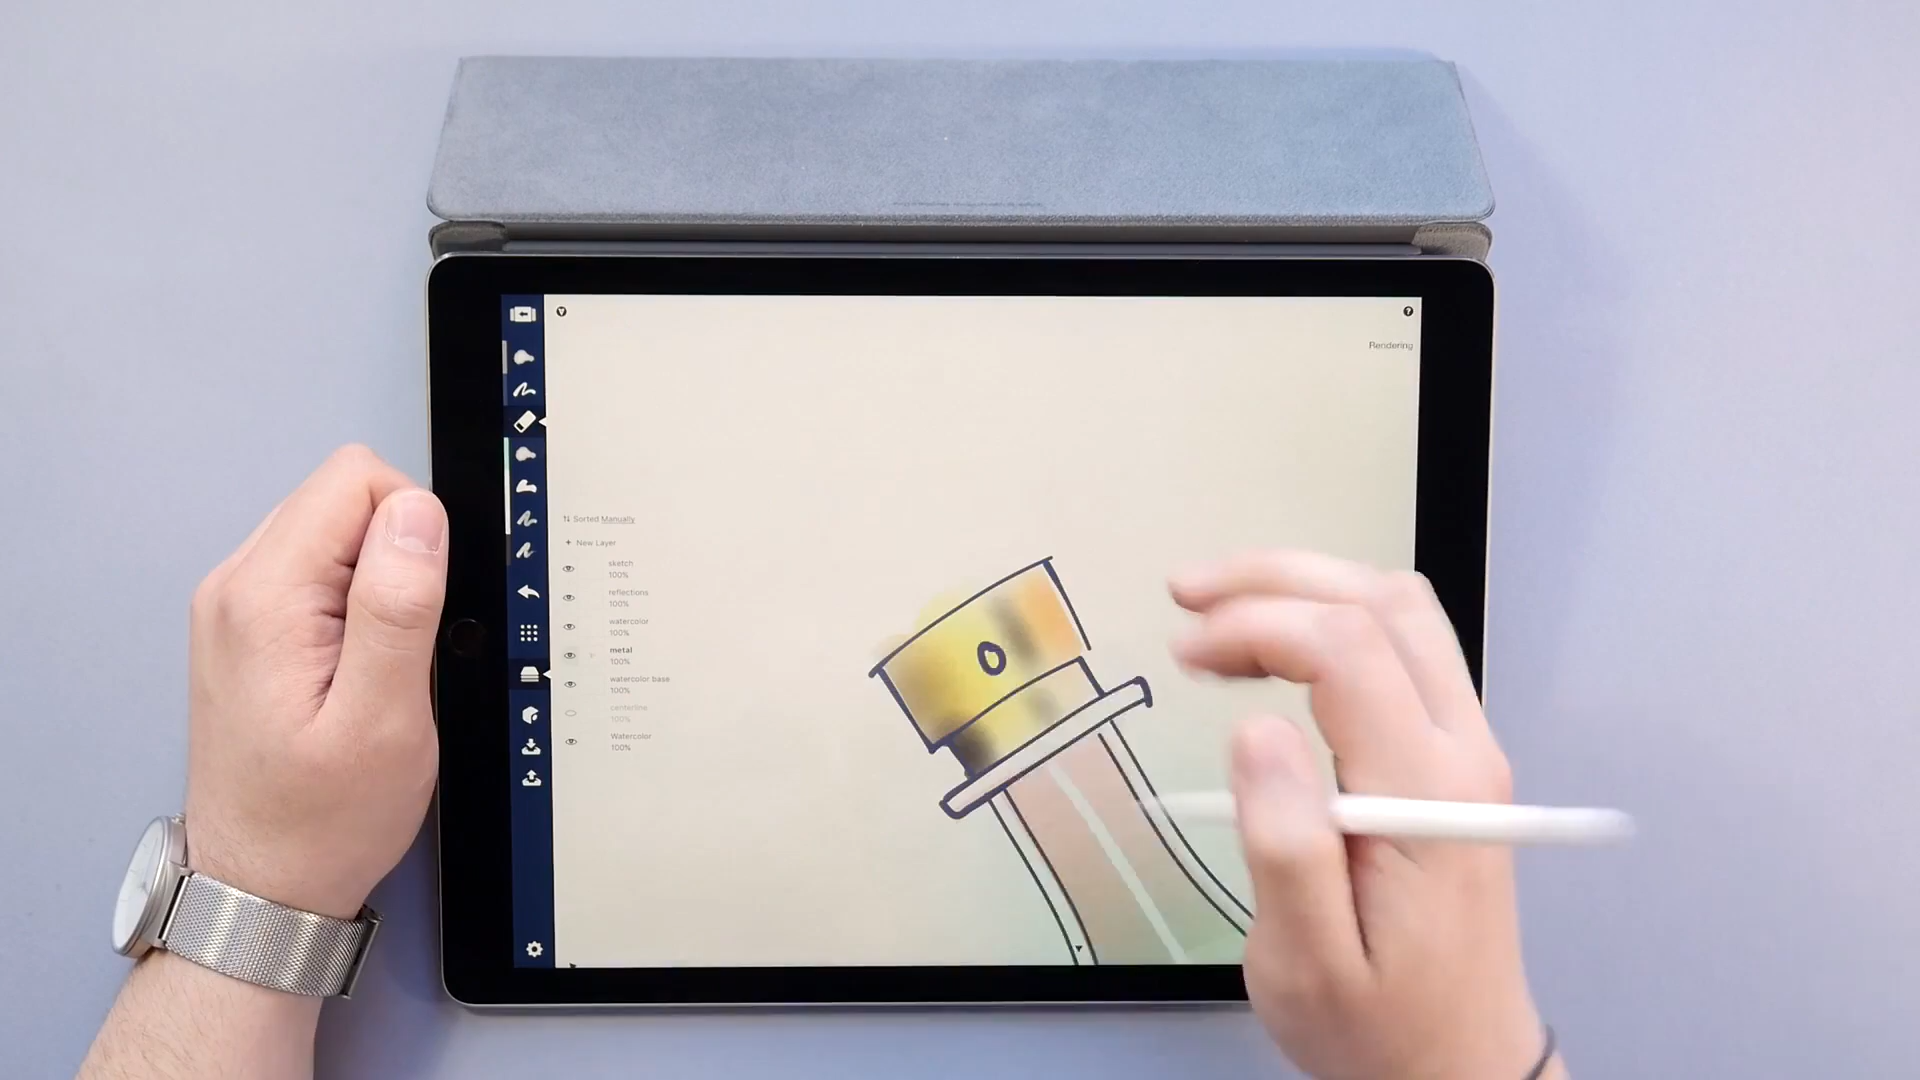 Rendering
Sorted Manually
+ New Layer
sketch
100%
reflections
100%
watercolor
100%
metal
100%
watercolor base
100%
centerline
100%
Watercolor
100%